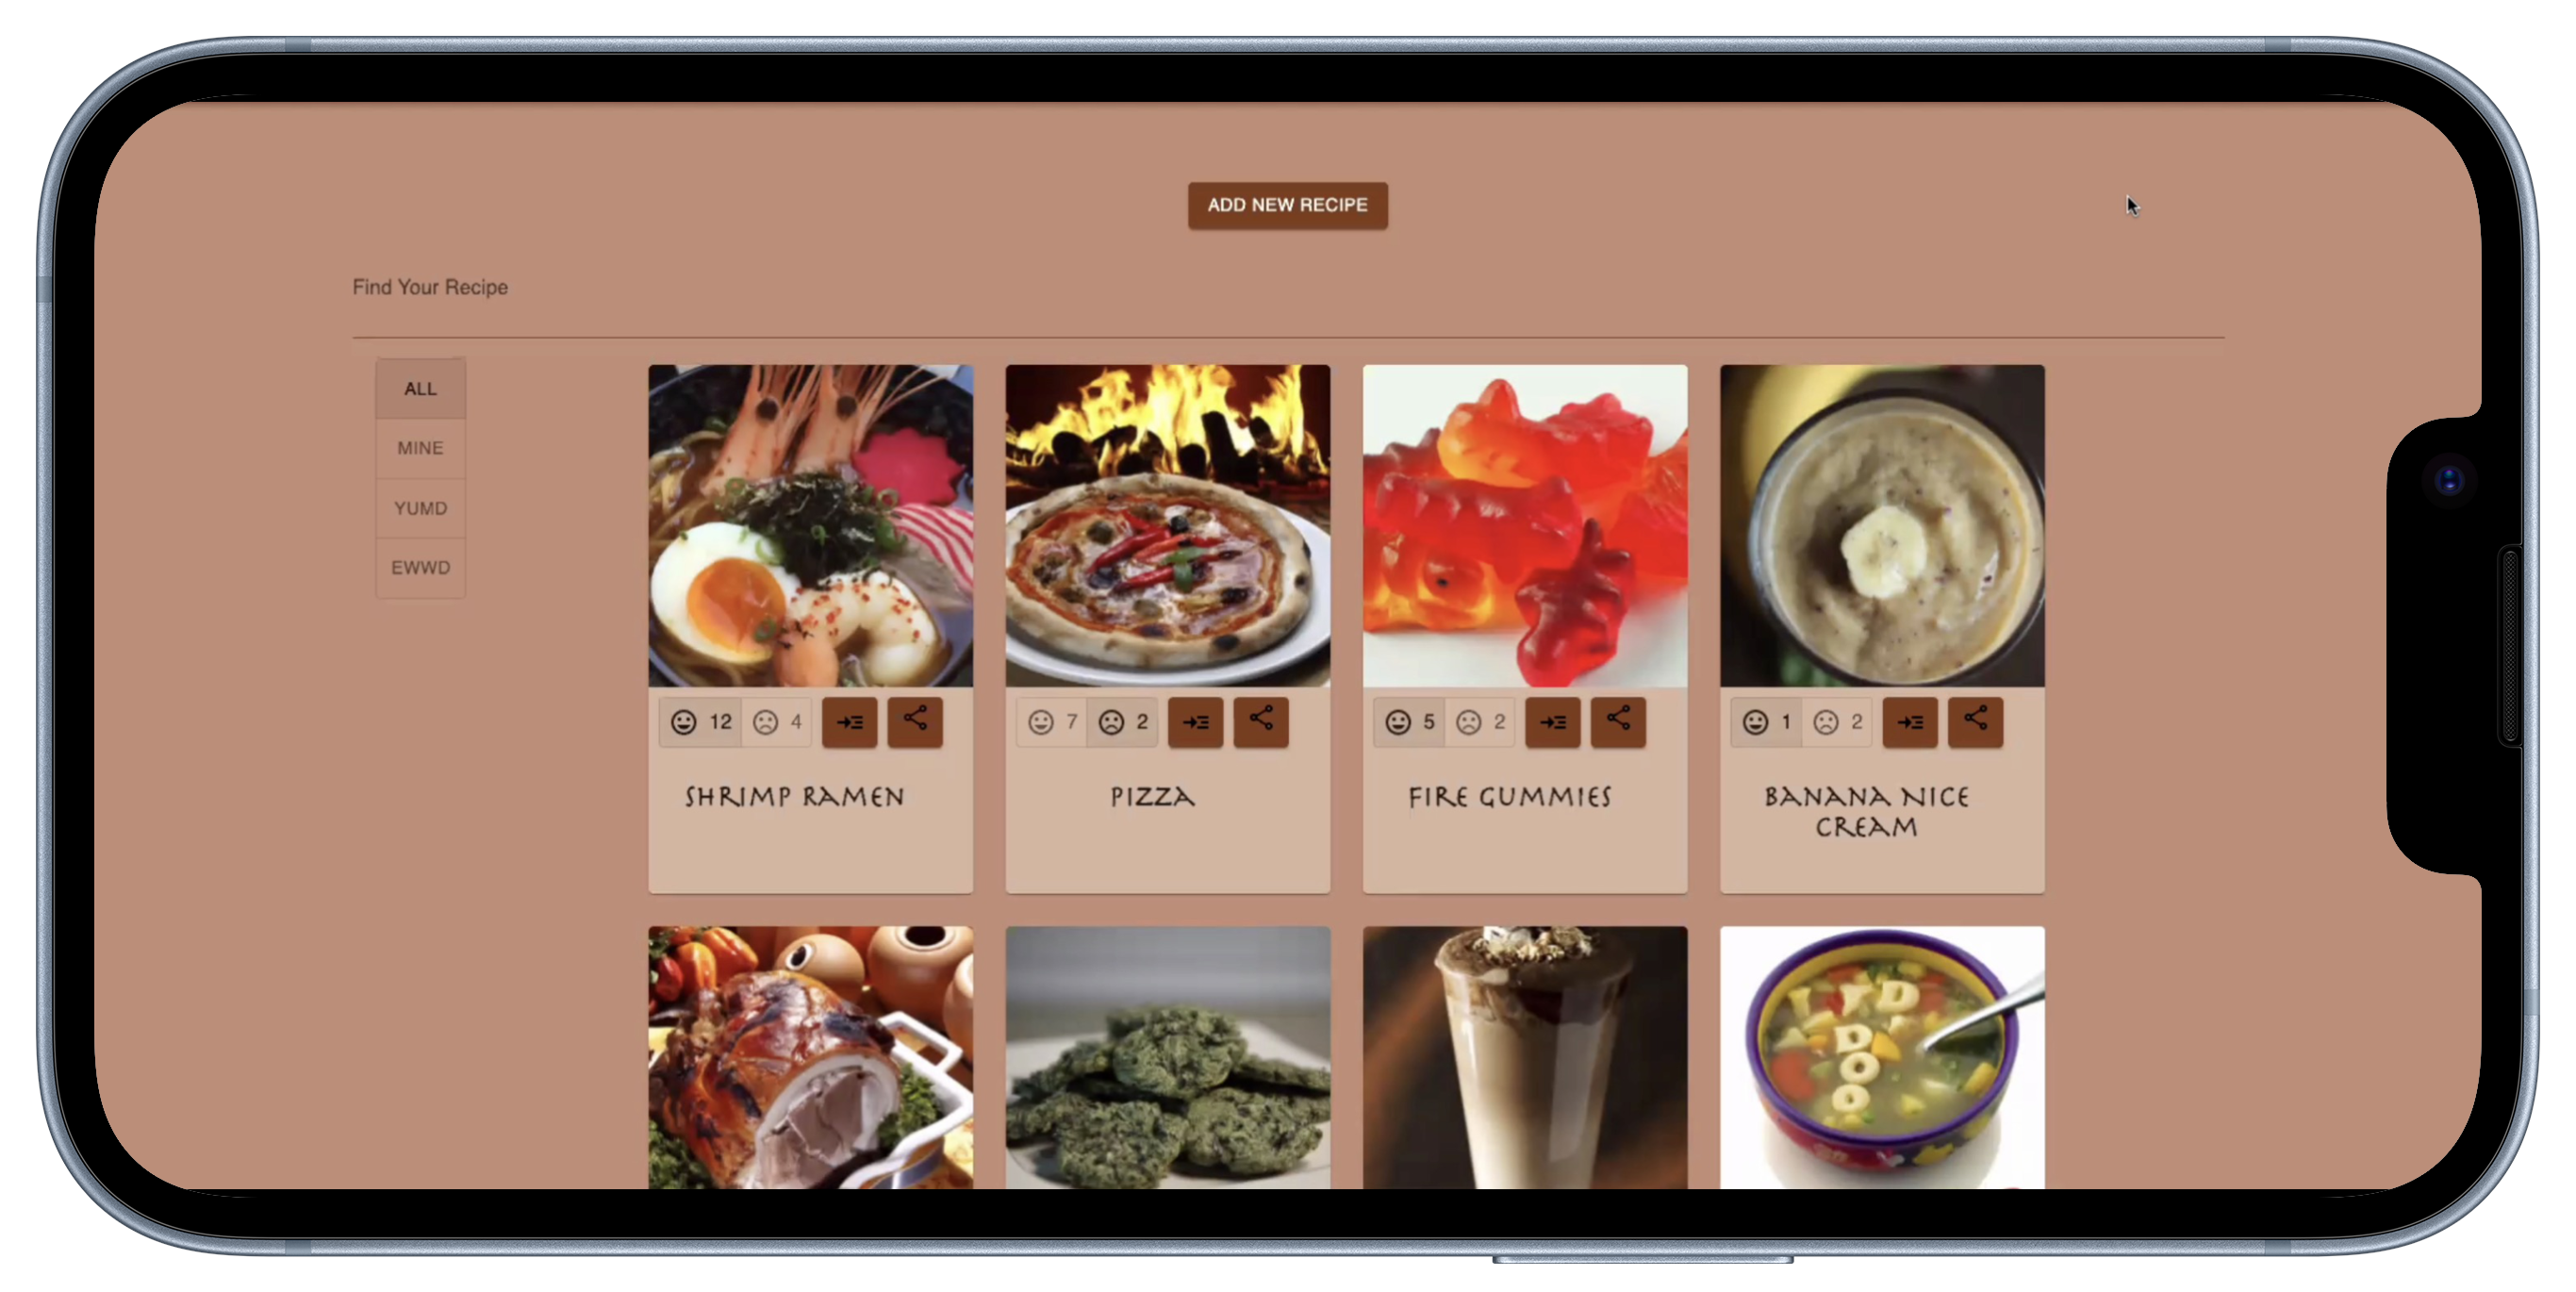 ADD NEW RECIPE
Find Your Recipe
ALL
MINE
YUMD
EWWD
12 4
7 2
5 2
1 2
SHRIMP RAMEN
PIZZA
FIRE GUMMIES
BANANA NICE
CREAM
F D
D
O
O